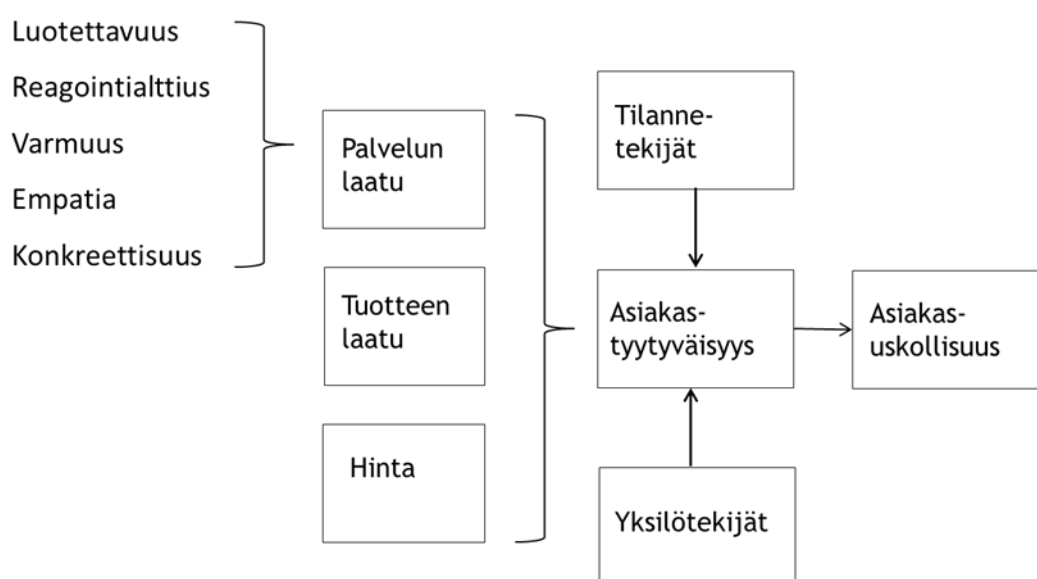 Luotettavuus
Reagointialttius
Varmuus
Empatia
Konkreettisuus
Palvelun
laatu
Tuotteen
laatu
Hinta
Tilanne-
tekijät
Asiakas-
tyytyväisyys
Yksilötekijät
Asiakas-
uskollisuus